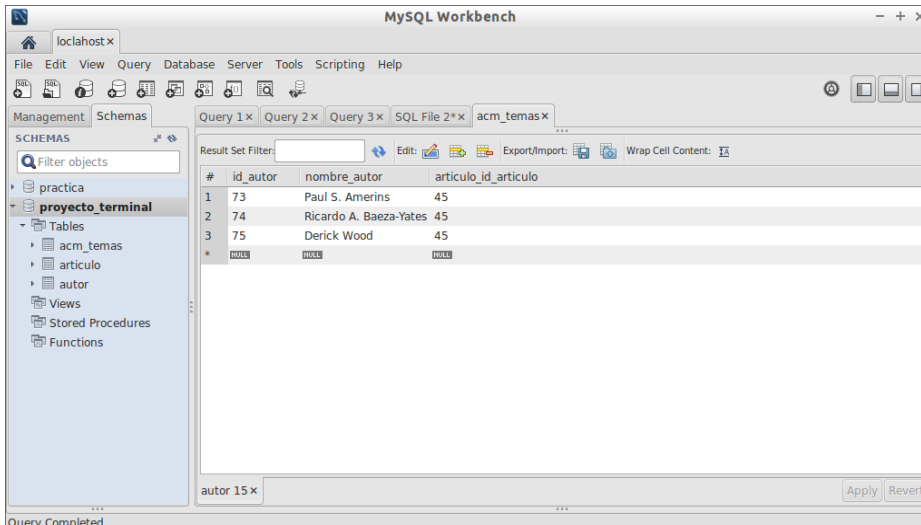 MySQL Workbench
loclahost
File Edit View Query Database Server Tools Scripting Help
Management Schemas
Query 1 Query 2 Query 3 SQL File 2* acm_temas
SCHEMAS
Filter objects
practica
proyecto_terminal
Tables
acm_temas
articulo
autor
Views
Stored Procedures
Functions
Result Set Filter: Edit: Export/Import: Wrap Cell Content:
# id_autor nombre_autor articulo_id_articulo
1 73 Paul S. Amerins 45
2 74 Ricardo A. Baeza-Yates 45
3 75 Derick Wood 45
* NULL NULL NULL
autor 15
Apply Revert
Query Completed